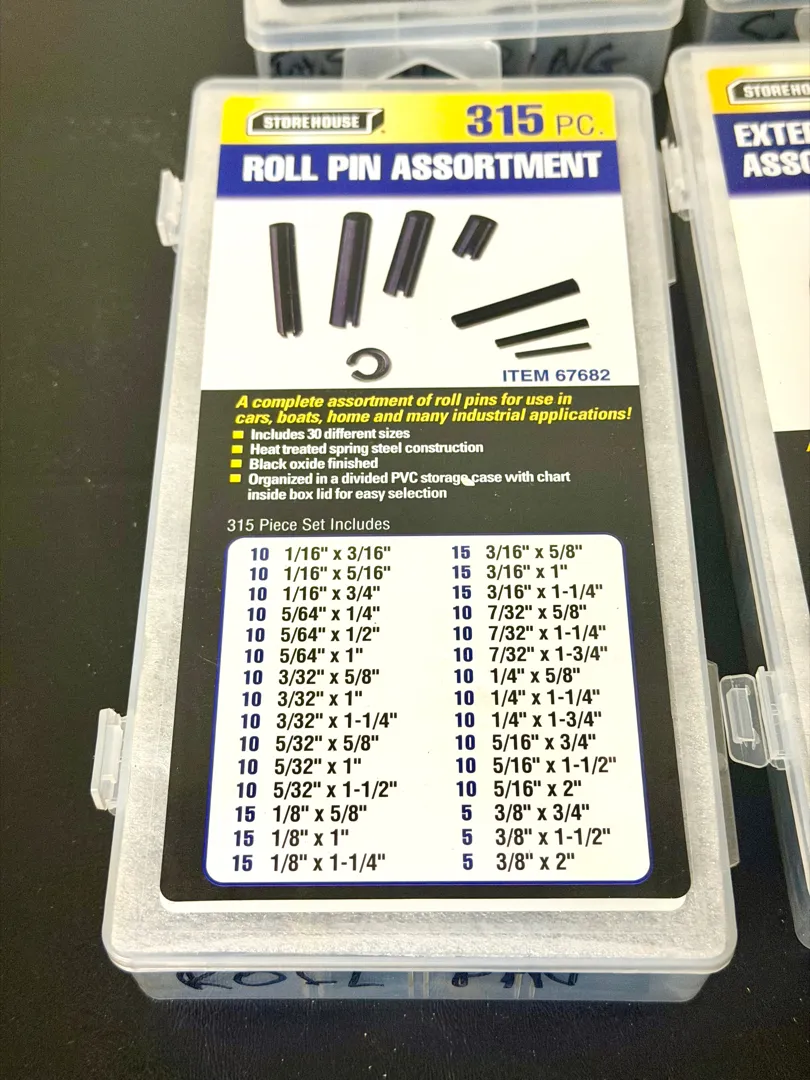 ING
STOREHOUSE
315 PC.
ROLL PIN ASSORTMENT
ITEM 67682
A complete assortment of roll pins for use in
cars, boats, home and many industrial applications!
Includes 30 different sizes
Heat treated spring steel construction
Black oxide finished
Organized in a divided PVC storage case with chart
inside box lid for easy selection
315 Piece Set Includes
10 1/16" x 3/16"
10 1/16" x 5/16"
10 1/16" x 3/4"
10 5/64" x 1/4"
10 5/64" x 1/2"
10 5/64" x 1"
10 3/32" x 5/8"
10 3/32" x 1"
10 3/32" x 1-1/4"
10 5/32" x 5/8"
10 5/32" x 1"
10 5/32" x 1-1/2"
15 1/8" x 5/8"
15 1/8" x 1"
15 1/8" x 1-1/4"
15 3/16" x 5/8"
15 3/16" x 1"
15 3/16" x 1-1/4"
10 7/32" x 5/8"
10 7/32" x 1-1/4"
10 7/32" x 1-3/4"
10 1/4" x 5/8"
10 1/4" x 1-1/4"
10 1/4" x 1-3/4"
10 5/16" x 3/4"
10 5/16" x 1-1/2"
10 5/16" x 2"
5 3/8" x 3/4"
5 3/8" x 1-1/2"
5 3/8" x 2"
ROLL PIN
STOREHO
EXTE
ASSO